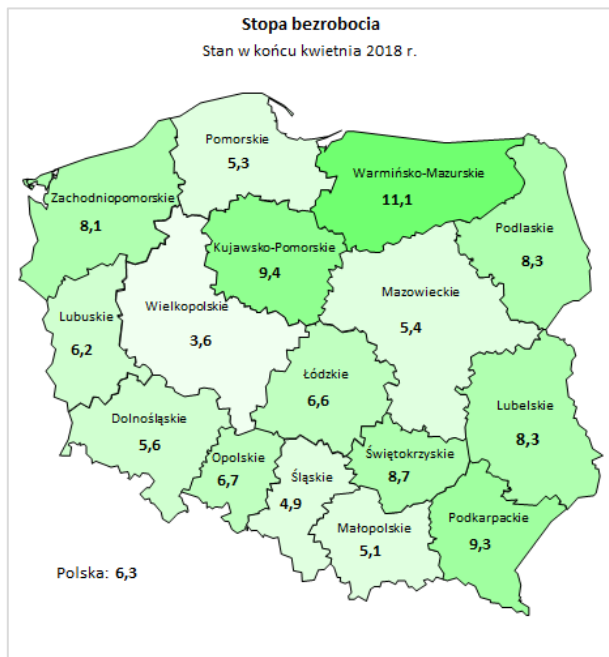 Stopa bezrobocia
Stan w końcu kwietnia 2018 r.
Pomorskie
5,3
Warmińsko-Mazurskie
11,1
Zachodniopomorskie
8,1
Podlaskie
8,3
Kujawsko-Pomorskie
9,4
Mazowieckie
5,4
Wielkopolskie
3,6
Lubuskie
6,2
Łódzkie
6,6
Lubelskie
8,3
Dolnośląskie
5,6
Opolskie
6,7
Śląskie
4,9
Świętokrzyskie
8,7
Małopolskie
5,1
Podkarpackie
9,3
Polska: 6,3